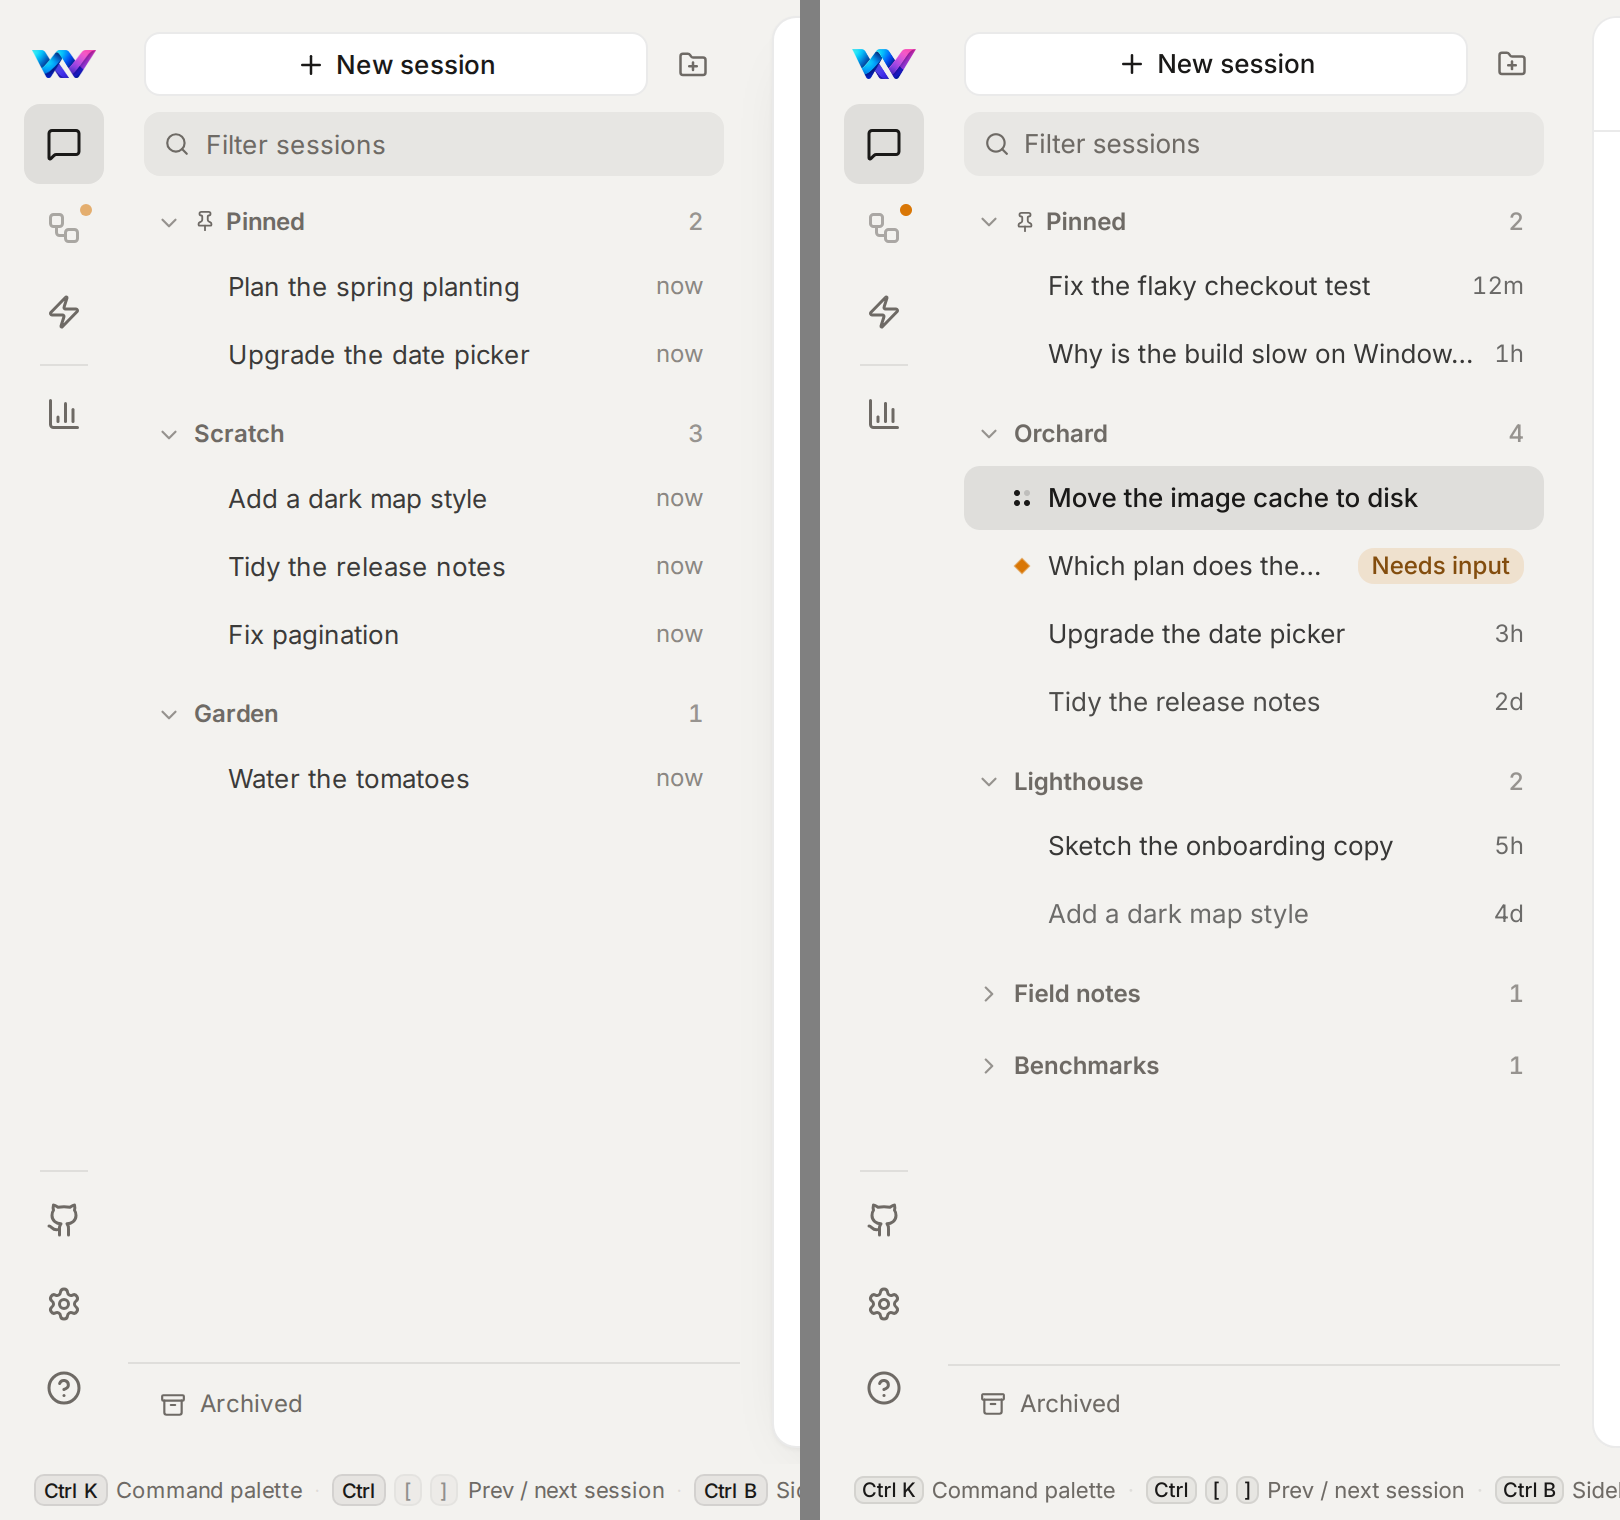 New session
Filter sessions
Pinned 2
Plan the spring planting now
Upgrade the date picker now
Scratch 3
Add a dark map style now
Tidy the release notes now
Fix pagination now
Garden 1
Water the tomatoes now
Archived
Ctrl K Command palette · Ctrl [ ] Prev / next session · Ctrl B Sid
New session
Filter sessions
Pinned 2
Fix the flaky checkout test 12m
Why is the build slow on Window... 1h
Orchard 4
Move the image cache to disk
Which plan does the... Needs input
Upgrade the date picker 3h
Tidy the release notes 2d
Lighthouse 2
Sketch the onboarding copy 5h
Add a dark map style 4d
Field notes 1
Benchmarks 1
Archived
Ctrl K Command palette · Ctrl [ ] Prev / next session · Ctrl B Side